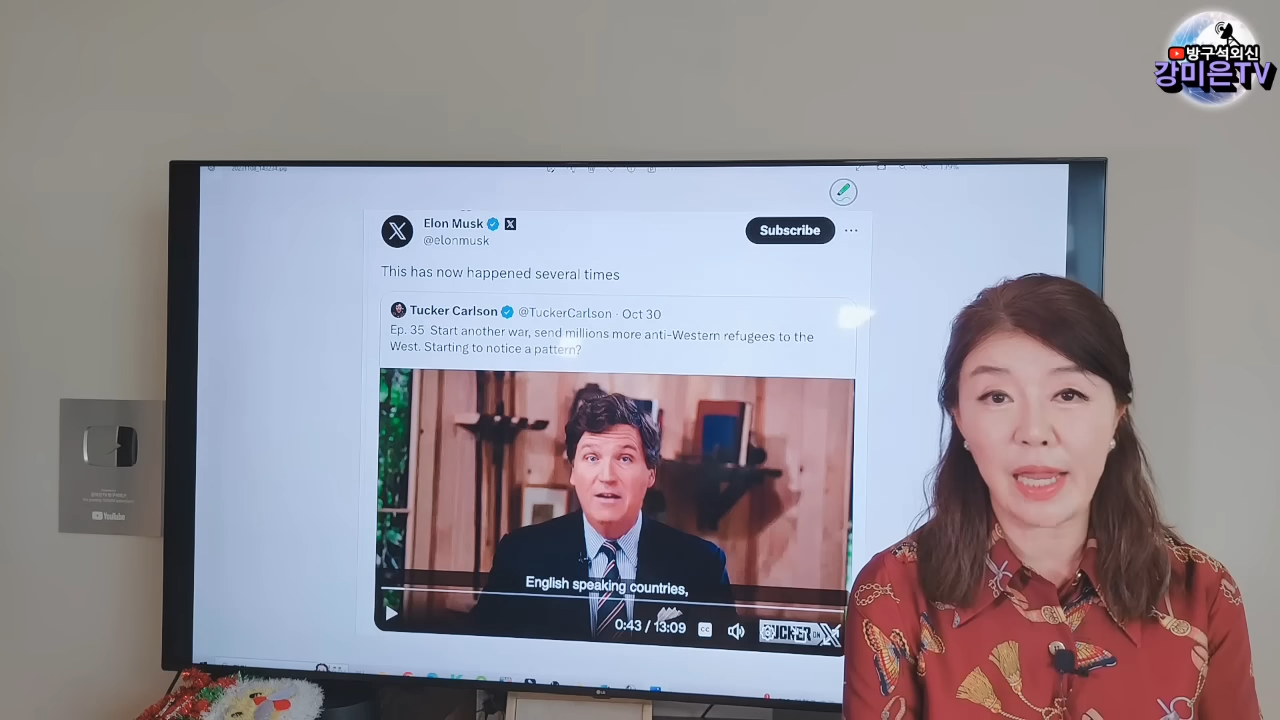 방구석외신
강미은TV
Elon Musk
Subscribe
@elonmusk
This has now happened several times
Tucker Carlson @TuckerCarlson · Oct 30
Ep. 35 Start another war, send millions more anti-Western refugees to the
West. Starting to notice a pattern?
English speaking countries,
0:43 / 13:09
CC
TUCKER ON X
YouTube
LG